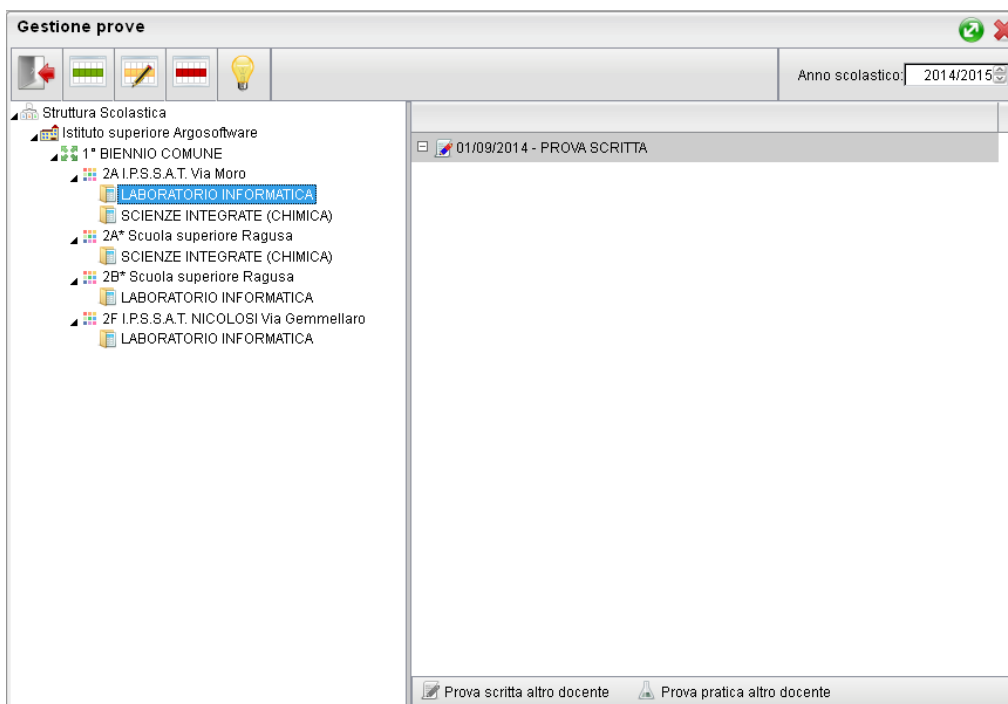 Gestione prove
Anno scolastico: 2014/2015
Struttura Scolastica
Istituto superiore Argosoftware
1° BIENNIO COMUNE
2A I.P.S.S.A.T. Via Moro
LABORATORIO INFORMATICA
SCIENZE INTEGRATE (CHIMICA)
2A* Scuola superiore Ragusa
SCIENZE INTEGRATE (CHIMICA)
2B* Scuola superiore Ragusa
LABORATORIO INFORMATICA
2F I.P.S.S.A.T. NICOLOSI Via Gemmellaro
LABORATORIO INFORMATICA
01/09/2014 - PROVA SCRITTA
Prova scritta altro docente Prova pratica altro docente